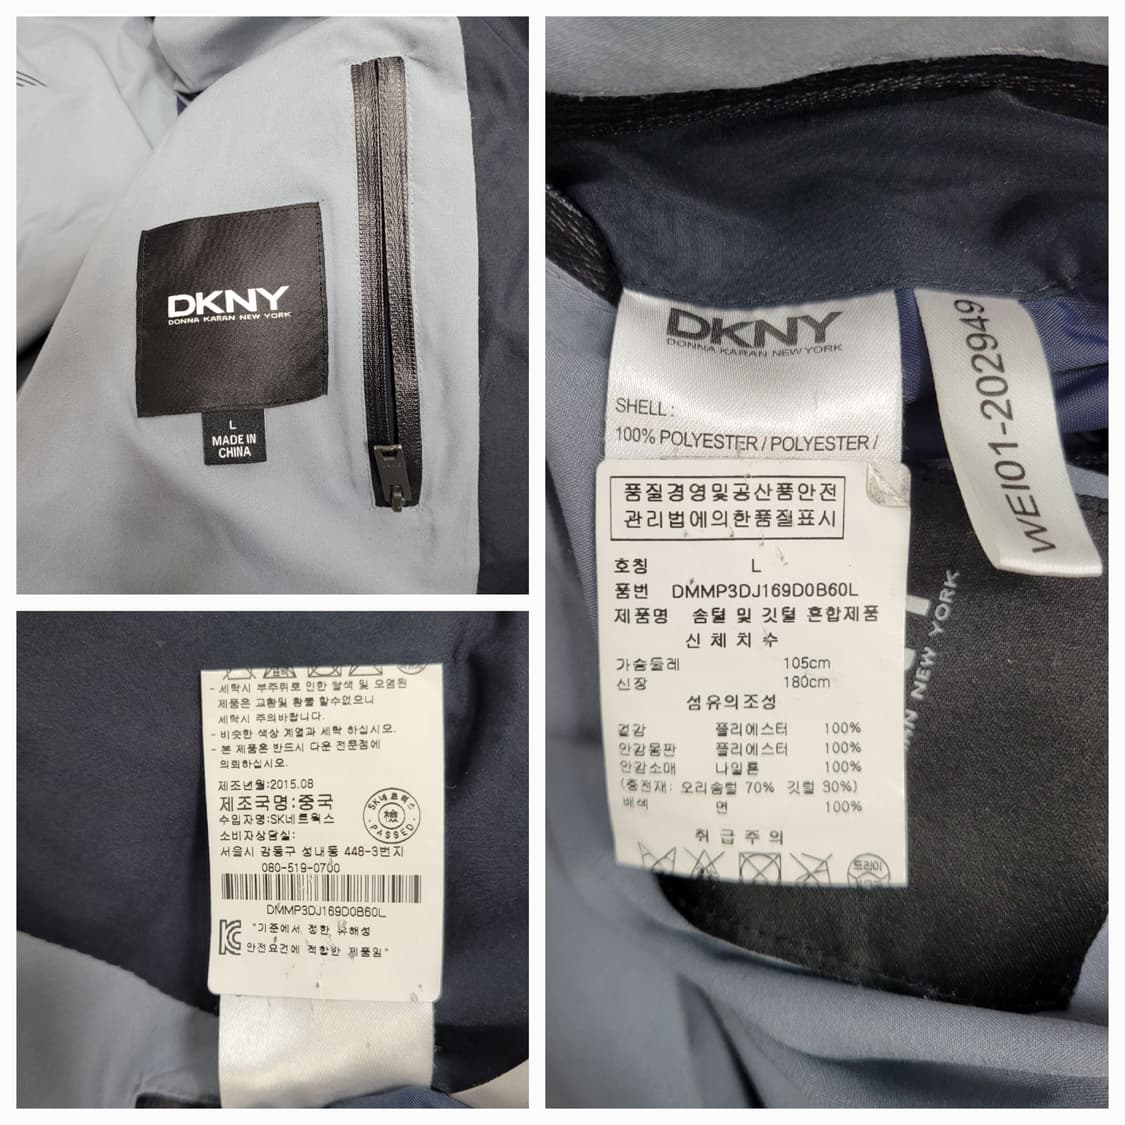 DKNY
DONNA KARAN NEW YORK
L
MADE IN
CHINA
DKNY
DONNA KARAN NEW YORK
SHELL :
100% POLYESTER / POLYESTER /
WEI01-202949
품질경영및공산품안전
관리법에의한품질표시
호칭 L
품번 DMMP3DJ169D0B60L
제품명 솜털 및 깃털 혼합제품
신체치수
가슴둘레 105cm
신장 180cm
섬유의조성
겉감 폴리에스터 100%
안감몸판 폴리에스터 100%
안감소매 나일론 100%
(충전재: 오리솜털 70% 깃털 30%)
배색 면 100%
취급주의
드라이
NEW YORK
- 세탁시 부주위로 인한 탈색 및 오염된
제품은 교환및 환불 할수없으니
세탁시 주의바랍니다.
- 비슷한 색상 계열과 세탁 하십시오.
- 본 제품은 반드시 다운 전문점에
의뢰하십시오.
제조년월:2015.08
제조국명:중국
수입자명:SK네트웍스
소비자상담실:
서울시 강동구 성내동 448-3번지
080-519-0700
SK네트웍스
檢
PASSED
DMMP3DJ169D0B60L
"기준에서 정한 유해성
안전요건에 적합한 제품임"